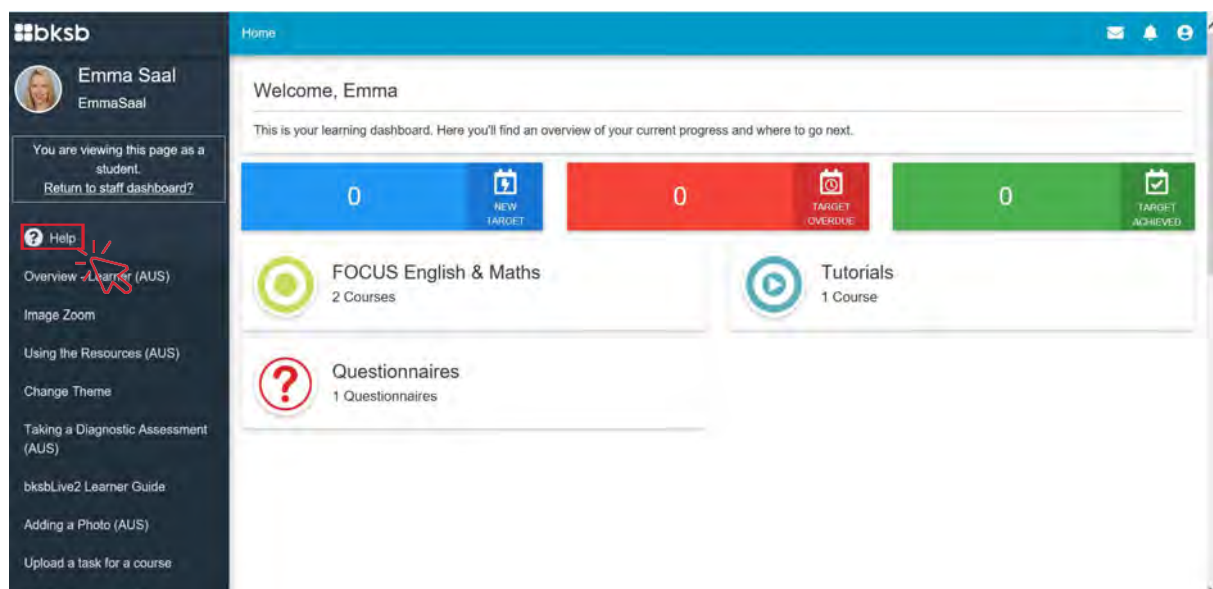 bksb
Emma Saal
EmmaSaal
You are viewing this page as a
student.
Return to staff dashboard?
Help
Overview - Learner (AUS)
Image Zoom
Using the Resources (AUS)
Change Theme
Taking a Diagnostic Assessment
(AUS)
bksbLive2 Learner Guide
Adding a Photo (AUS)
Upload a task for a course
Home
Welcome, Emma
This is your learning dashboard. Here you'll find an overview of your current progress and where to go next.
0
NEW
TARGET
0
TARGET
OVERDUE
0
TARGET
ACHIEVED
FOCUS English & Maths
2 Courses
Tutorials
1 Course
Questionnaires
1 Questionnaires